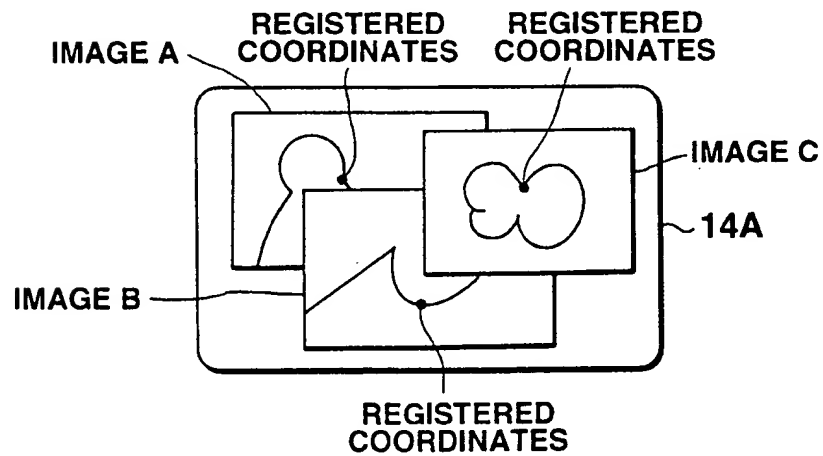 REGISTERED
COORDINATES
REGISTERED
COORDINATES
IMAGE A
IMAGE C
14A
IMAGE B
REGISTERED
COORDINATES